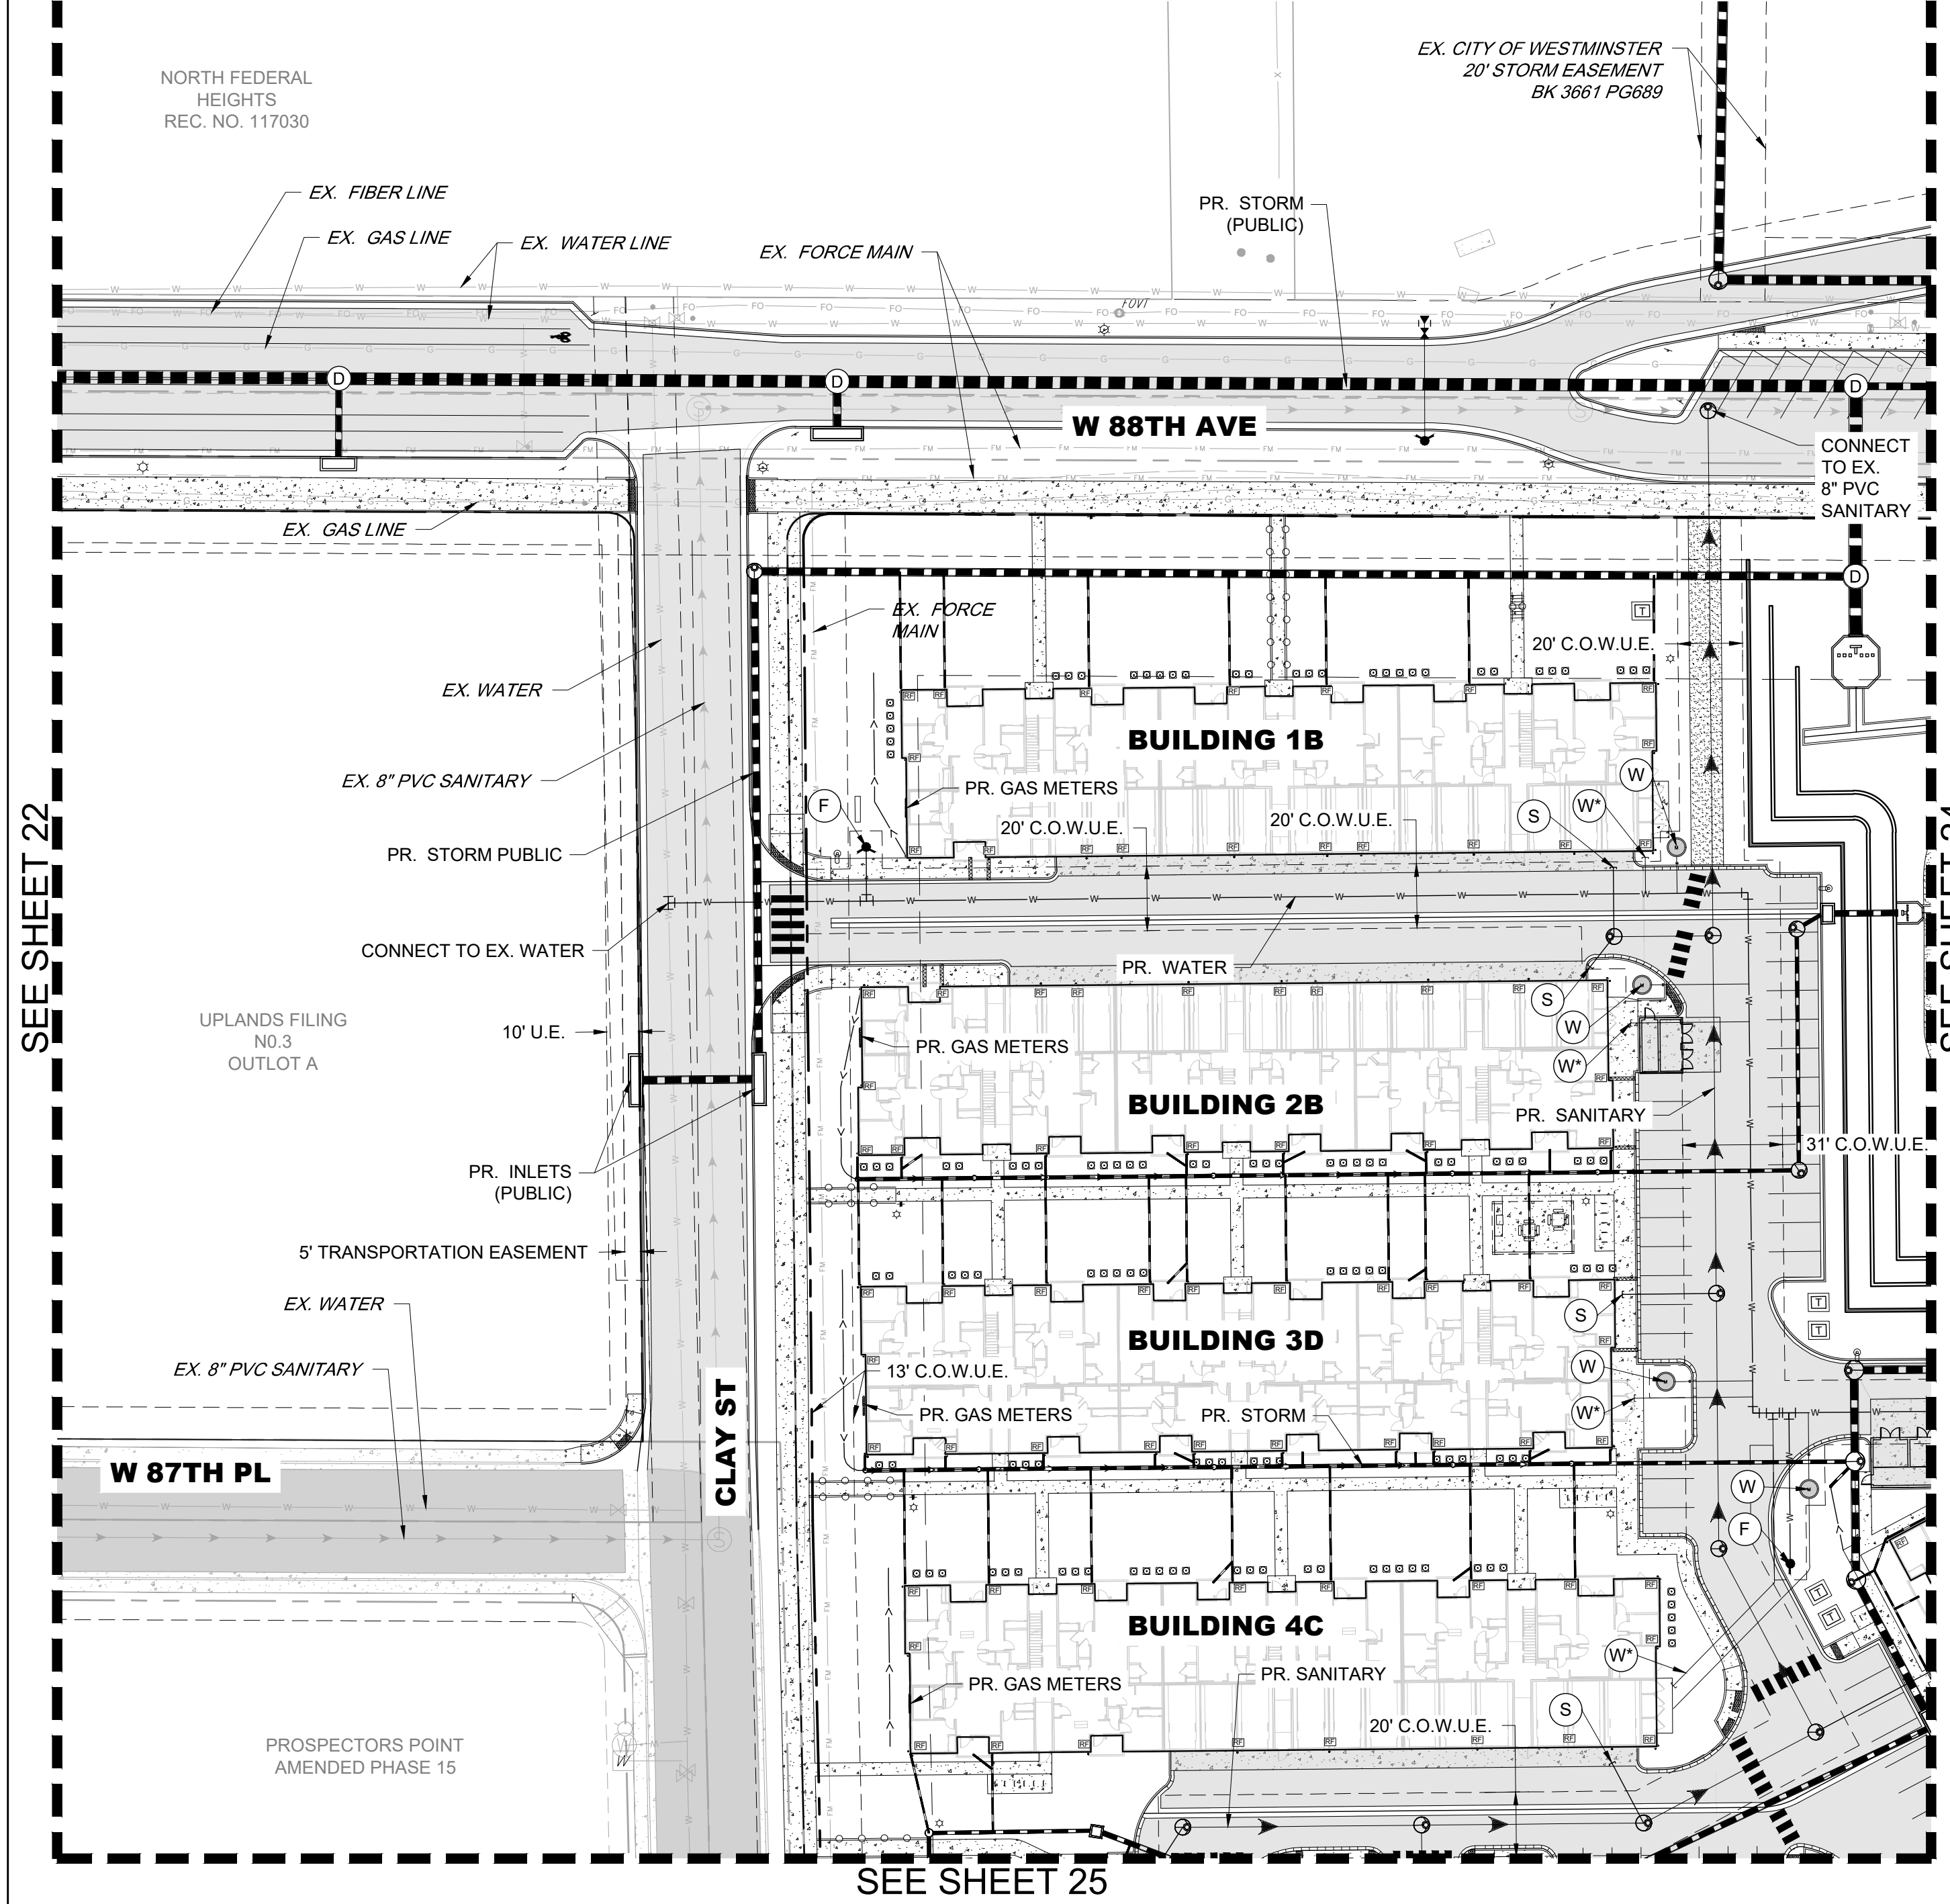 EX. CITY OF WESTMINSTER
20' STORM EASEMENT
BK 3661 PG689
NORTH FEDERAL
HEIGHTS
REC. NO. 117030
EX. FIBER LINE
EX. GAS LINE
EX. WATER LINE
EX. FORCE MAIN
PR. STORM
(PUBLIC)
FOVT
D
D
D
W 88TH AVE
CONNECT
TO EX.
8" PVC
SANITARY
EX. GAS LINE
D
EX. FORCE
MAIN
T
20' C.O.W.U.E.
EX. WATER
BUILDING 1B
EX. 8" PVC SANITARY
PR. GAS METERS
W
F
W*
S
20' C.O.W.U.E.
20' C.O.W.U.E.
PR. STORM PUBLIC
SEE SHEET 22
CONNECT TO EX. WATER
PR. WATER
S
W
W*
UPLANDS FILING
N0.3
OUTLOT A
10' U.E.
PR. GAS METERS
BUILDING 2B
PR. SANITARY
31' C.O.W.U.E.
PR. INLETS
(PUBLIC)
5' TRANSPORTATION EASEMENT
EX. WATER
S
T
T
BUILDING 3D
EX. 8" PVC SANITARY
13' C.O.W.U.E.
W
W*
PR. GAS METERS
PR. STORM
CLAY ST
W 87TH PL
W
F
S
T
T
BUILDING 4C
W*
PR. SANITARY
PR. GAS METERS
S
20' C.O.W.U.E.
PROSPECTORS POINT
AMENDED PHASE 15
SEE SHEET 25